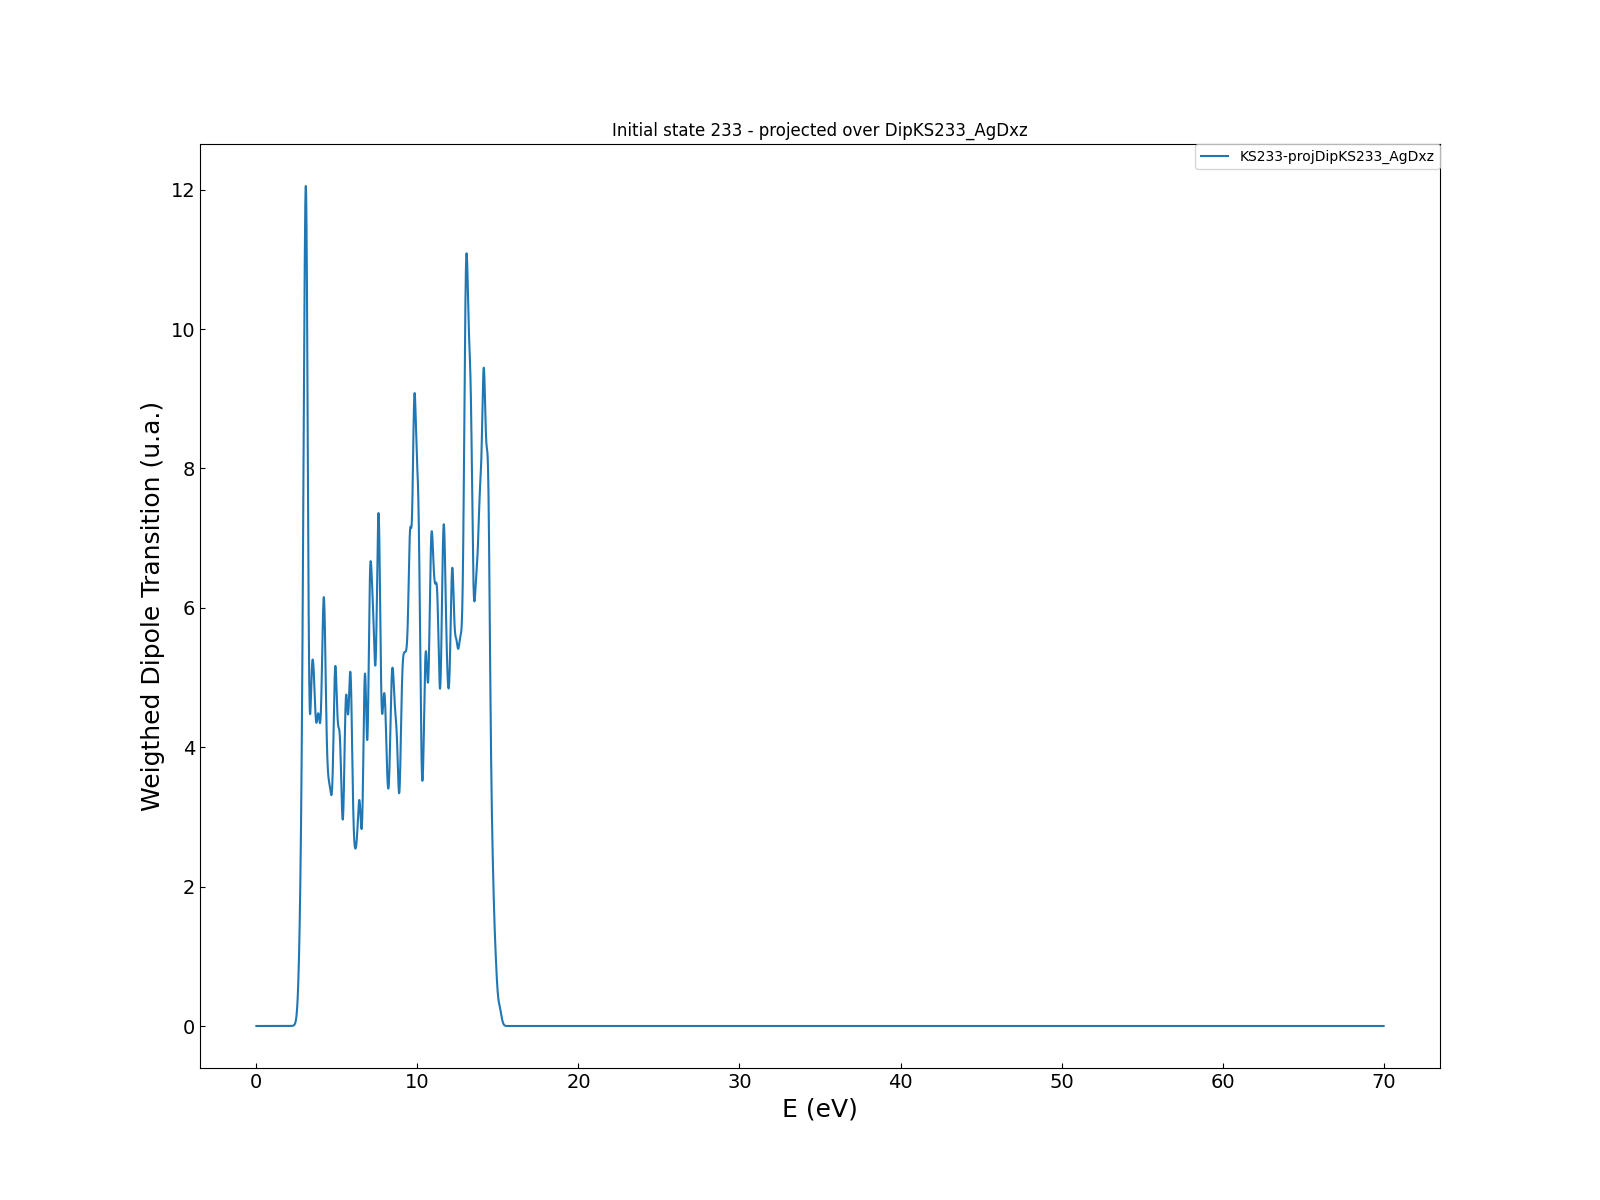 Initial state 233 - projected over DipKS233_AgDxz
KS233-projDipKS233_AgDxz
12
10
8
6
4
2
0
Weigthed Dipole Transition (u.a.)
0 10 20 30 40 50 60 70
E (eV)